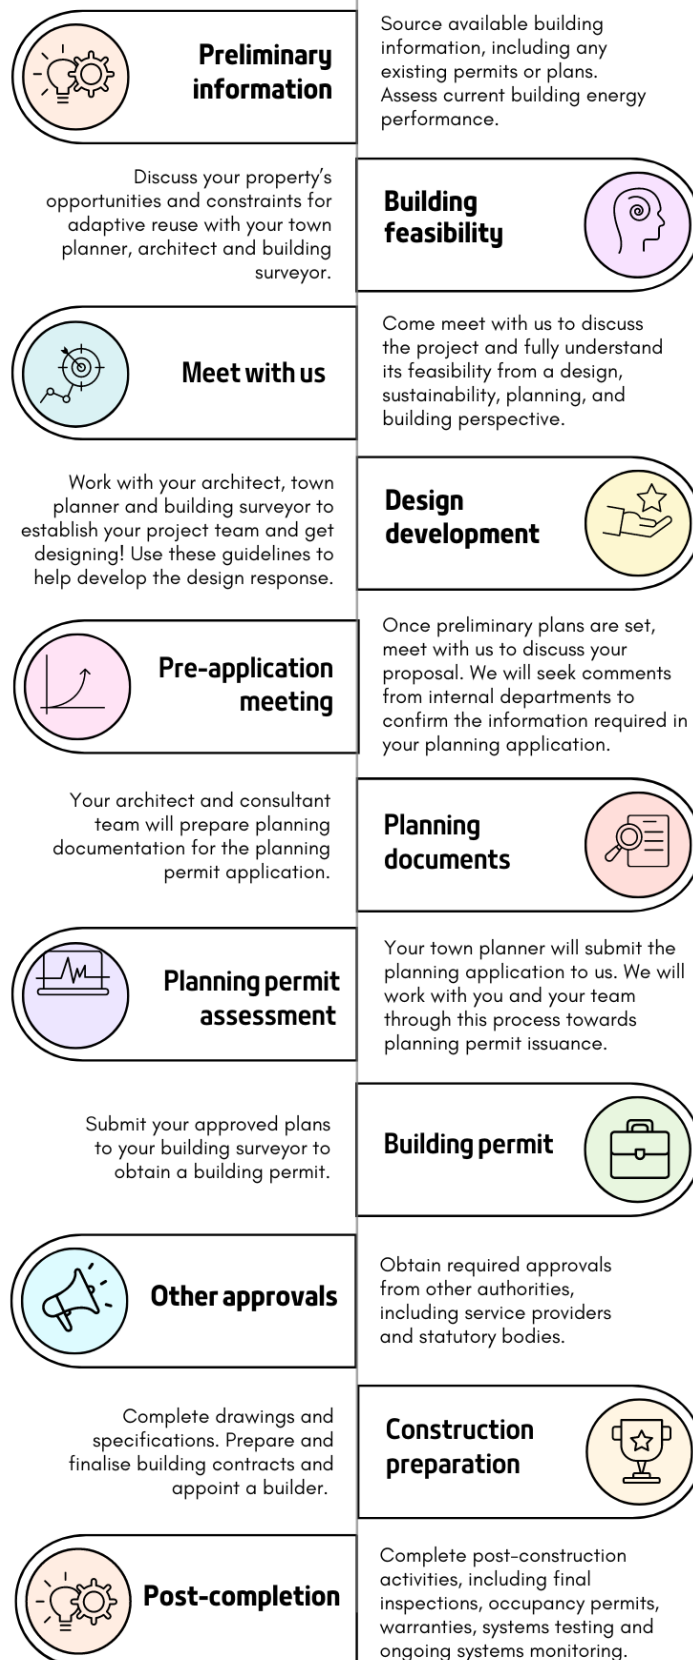 Preliminary
information
Source available building
information, including any
existing permits or plans.
Assess current building energy
performance.
Building
feasibility
Discuss your property’s
opportunities and constraints for
adaptive reuse with your town
planner, architect and building
surveyor.
Meet with us
Come meet with us to discuss
the project and fully understand
its feasibility from a design,
sustainability, planning, and
building perspective.
Design
development
Work with your architect, town
planner and building surveyor to
establish your project team and get
designing! Use these guidelines to
help develop the design response.
Pre-application
meeting
Once preliminary plans are set,
meet with us to discuss your
proposal. We will seek comments
from internal departments to
confirm the information required in
your planning application.
Planning
documents
Your architect and consultant
team will prepare planning
documentation for the planning
permit application.
Planning permit
assessment
Your town planner will submit the
planning application to us. We will
work with you and your team
through this process towards
planning permit issuance.
Building permit
Submit your approved plans
to your building surveyor to
obtain a building permit.
Other approvals
Obtain required approvals
from other authorities,
including service providers
and statutory bodies.
Construction
preparation
Complete drawings and
specifications. Prepare and
finalise building contracts and
appoint a builder.
Post-completion
Complete post-construction
activities, including final
inspections, occupancy permits,
warranties, systems testing and
ongoing systems monitoring.